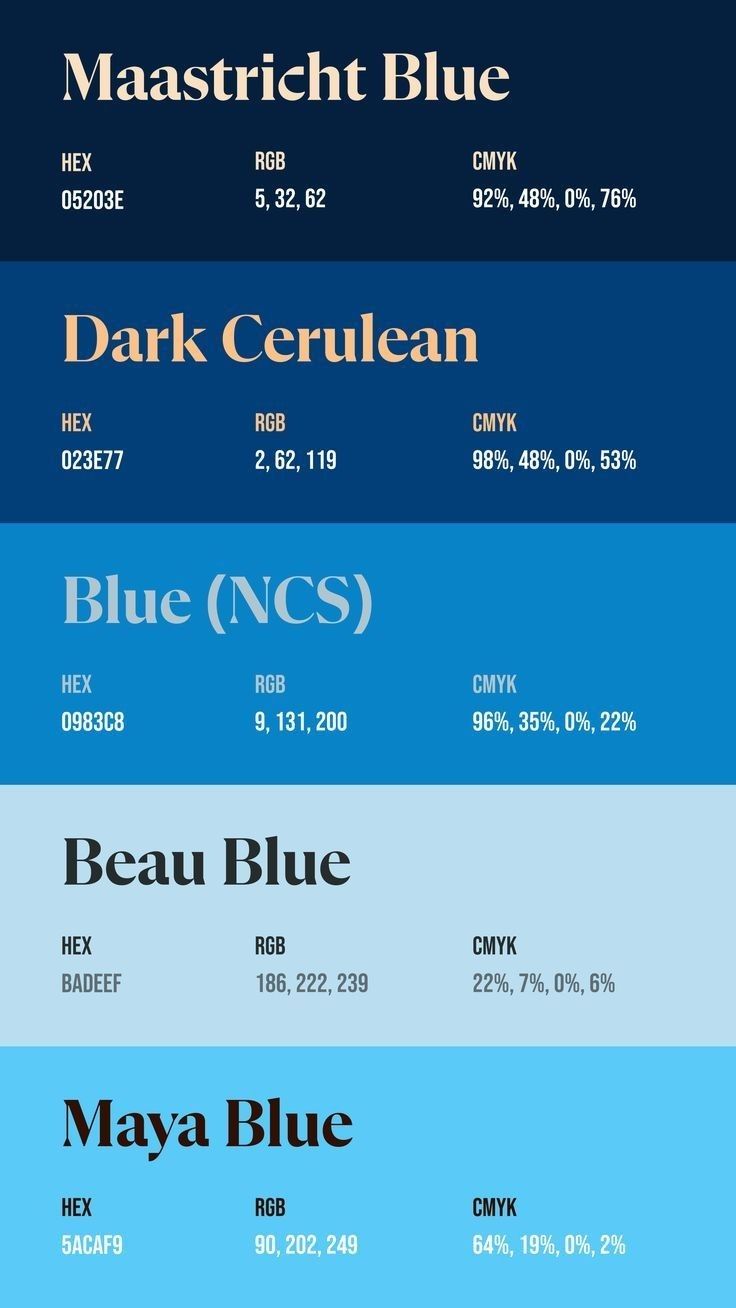 Maastricht Blue
HEX RGB CMYK
05203E 5, 32, 62 92%, 48%, 0%, 76%
Dark Cerulean
HEX RGB CMYK
023E77 2, 62, 119 98%, 48%, 0%, 53%
Blue (NCS)
HEX RGB CMYK
0983C8 9, 131, 200 96%, 35%, 0%, 22%
Beau Blue
HEX RGB CMYK
BADEEF 186, 222, 239 22%, 7%, 0%, 6%
Maya Blue
HEX RGB CMYK
5ACAF9 90, 202, 249 64%, 19%, 0%, 2%